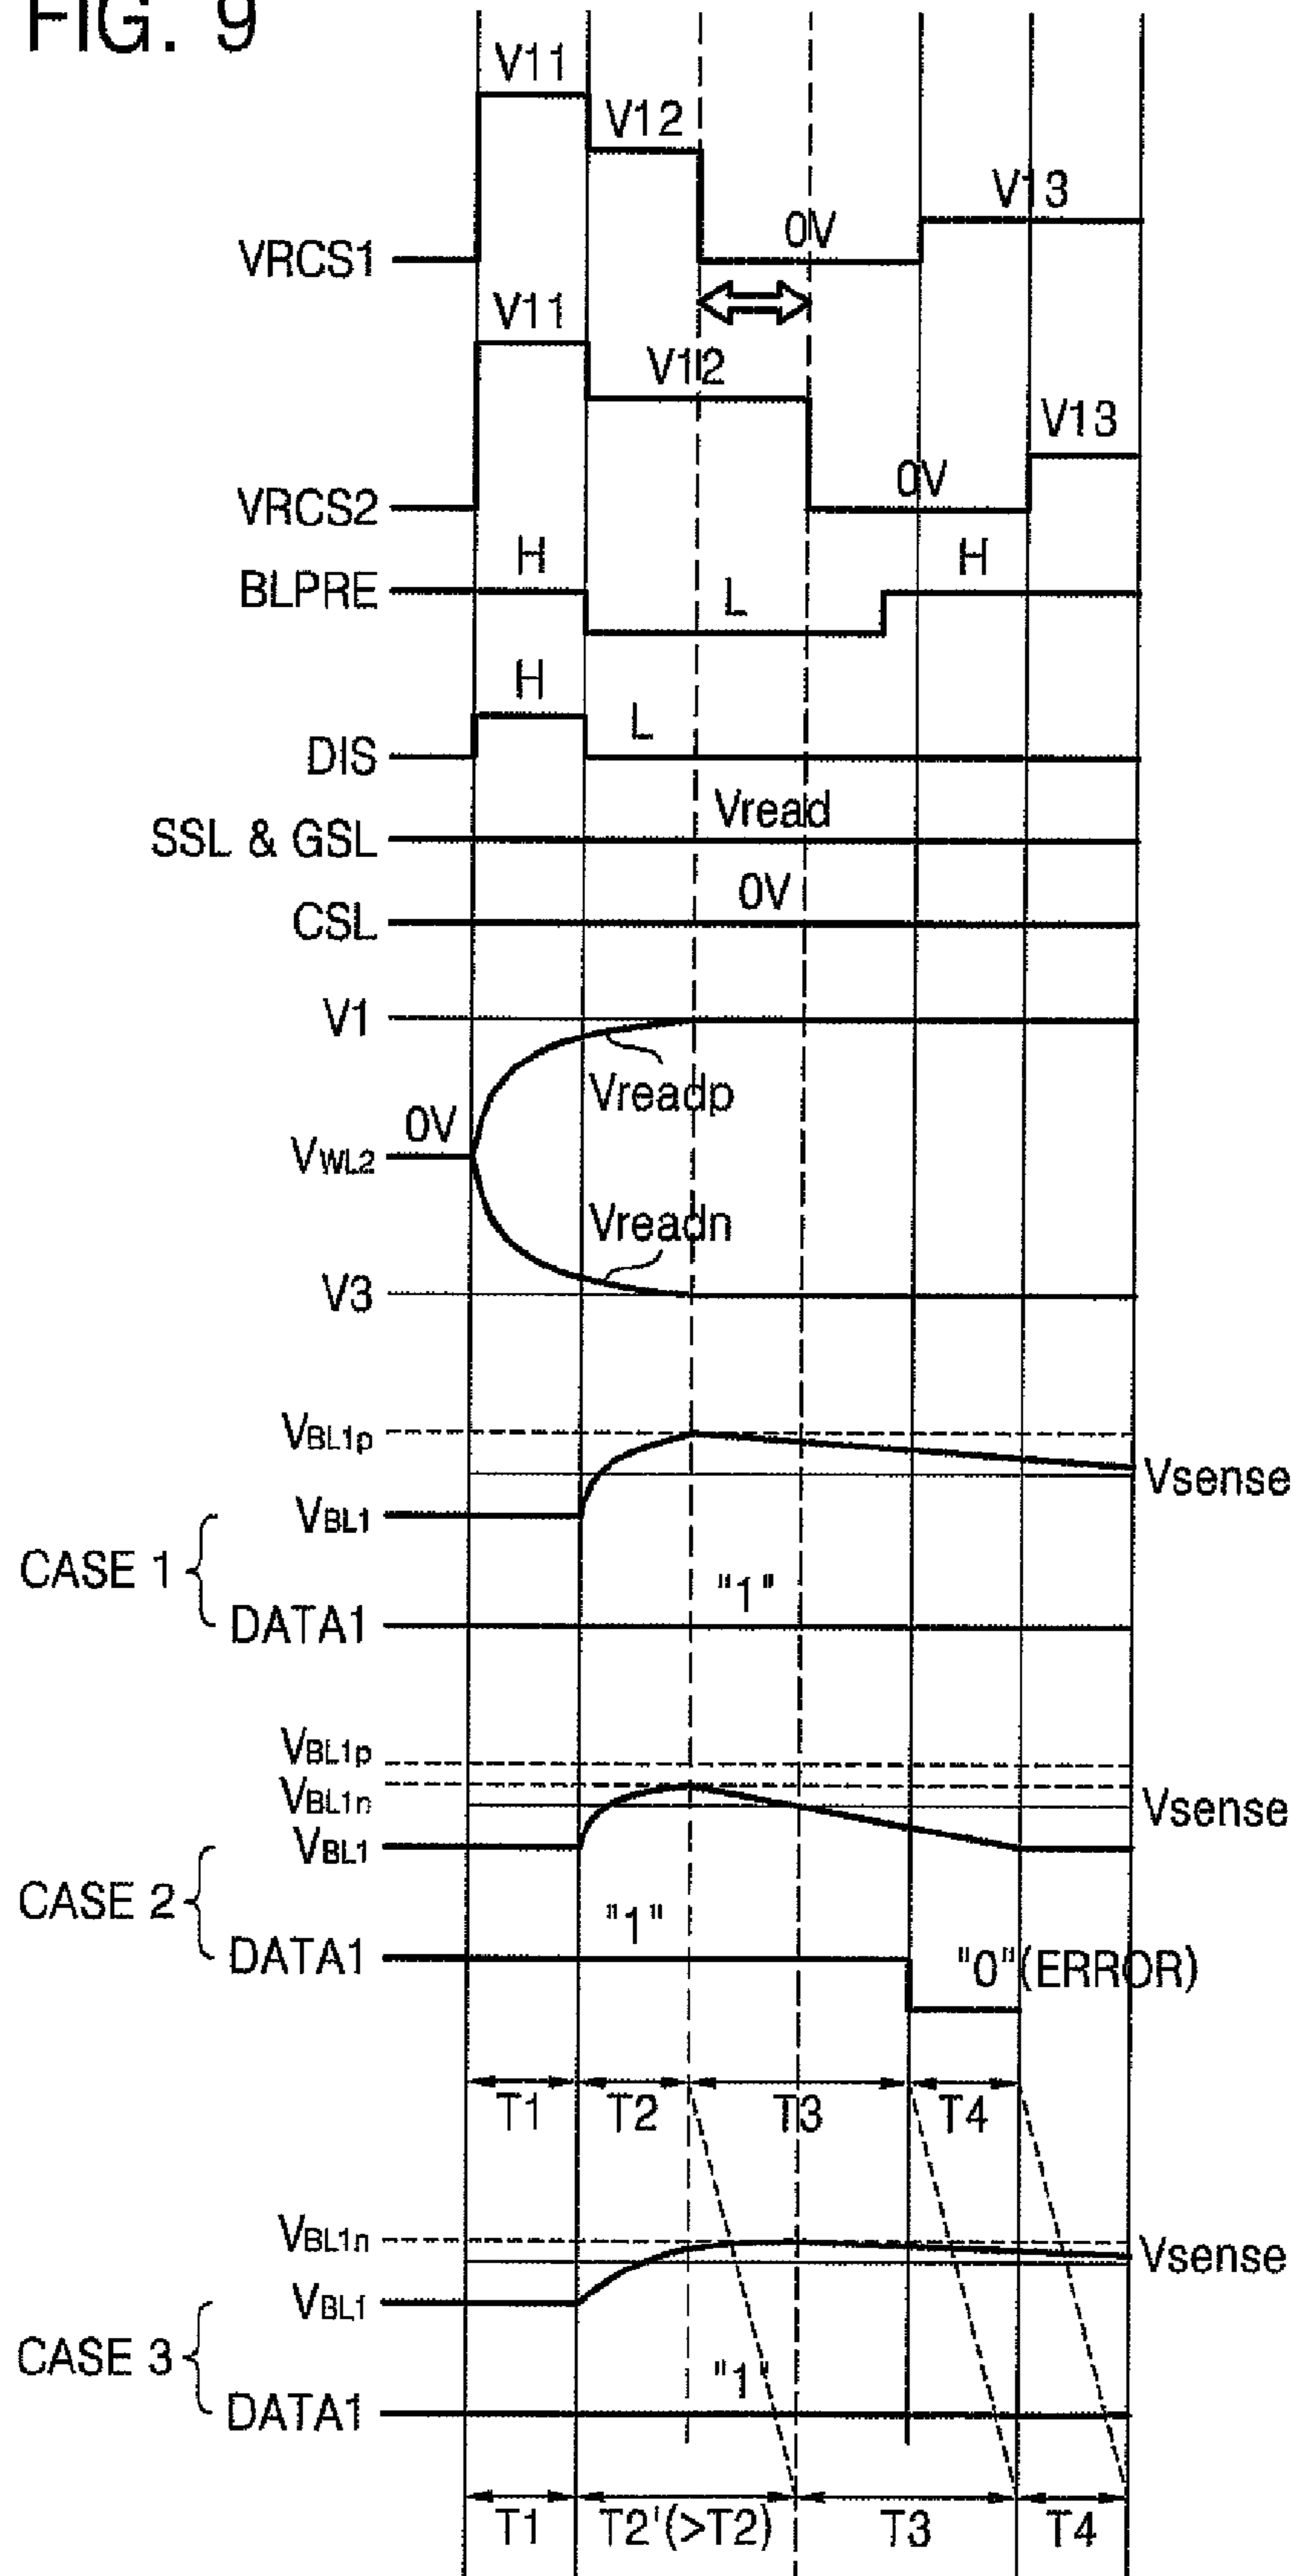 FIG. 9
V11
V12
V13
0V
VRCS1
V11
V12
V13
0V
VRCS2
H
H
BLPRE
L
H
L
DIS
Vread
SSL & GSL
0V
CSL
V1
Vreadp
0V
VWL2
Vreadn
V3
VBL1p
Vsense
VBL1
CASE 1
"1"
DATA1
VBL1p
VBL1n
Vsense
VBL1
CASE 2
"1"
DATA1
"0"(ERROR)
T1 T2 T3 T4
VBL1n
Vsense
VBL1
CASE 3
"1"
DATA1
T1 T2'(>T2) T3 T4